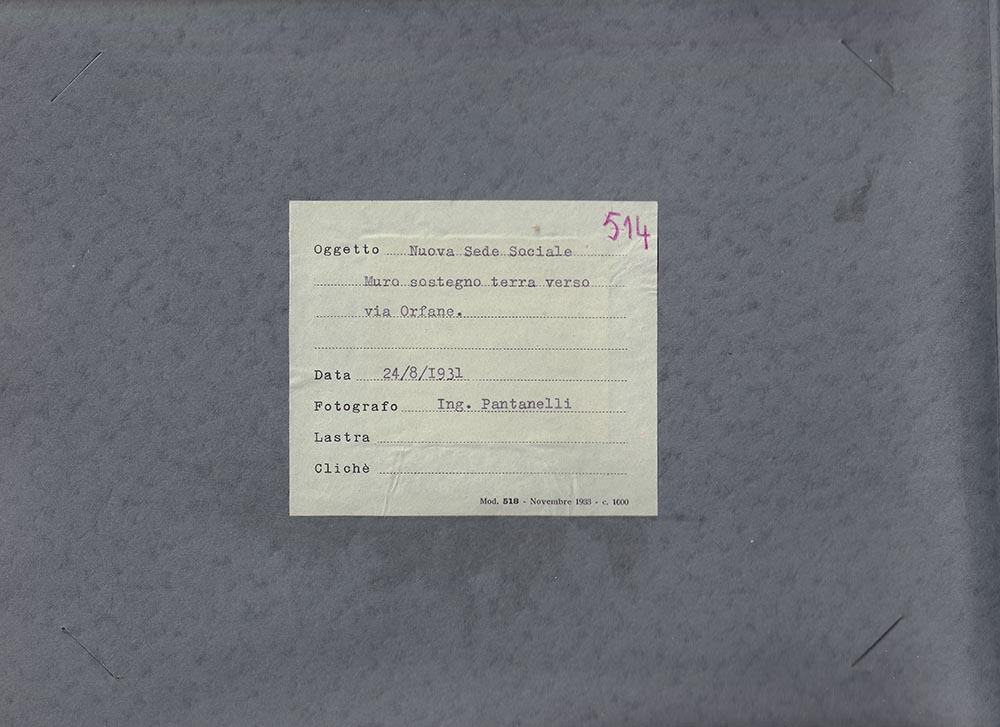 514
Oggetto Nuova Sede Sociale
Muro sostegno terra verso
via Orfane.
Data 24/8/1931
Fotografo Ing. Pantanelli
Lastra
Clichè
Mod. 518 - Novembre 1933 - c. 1000